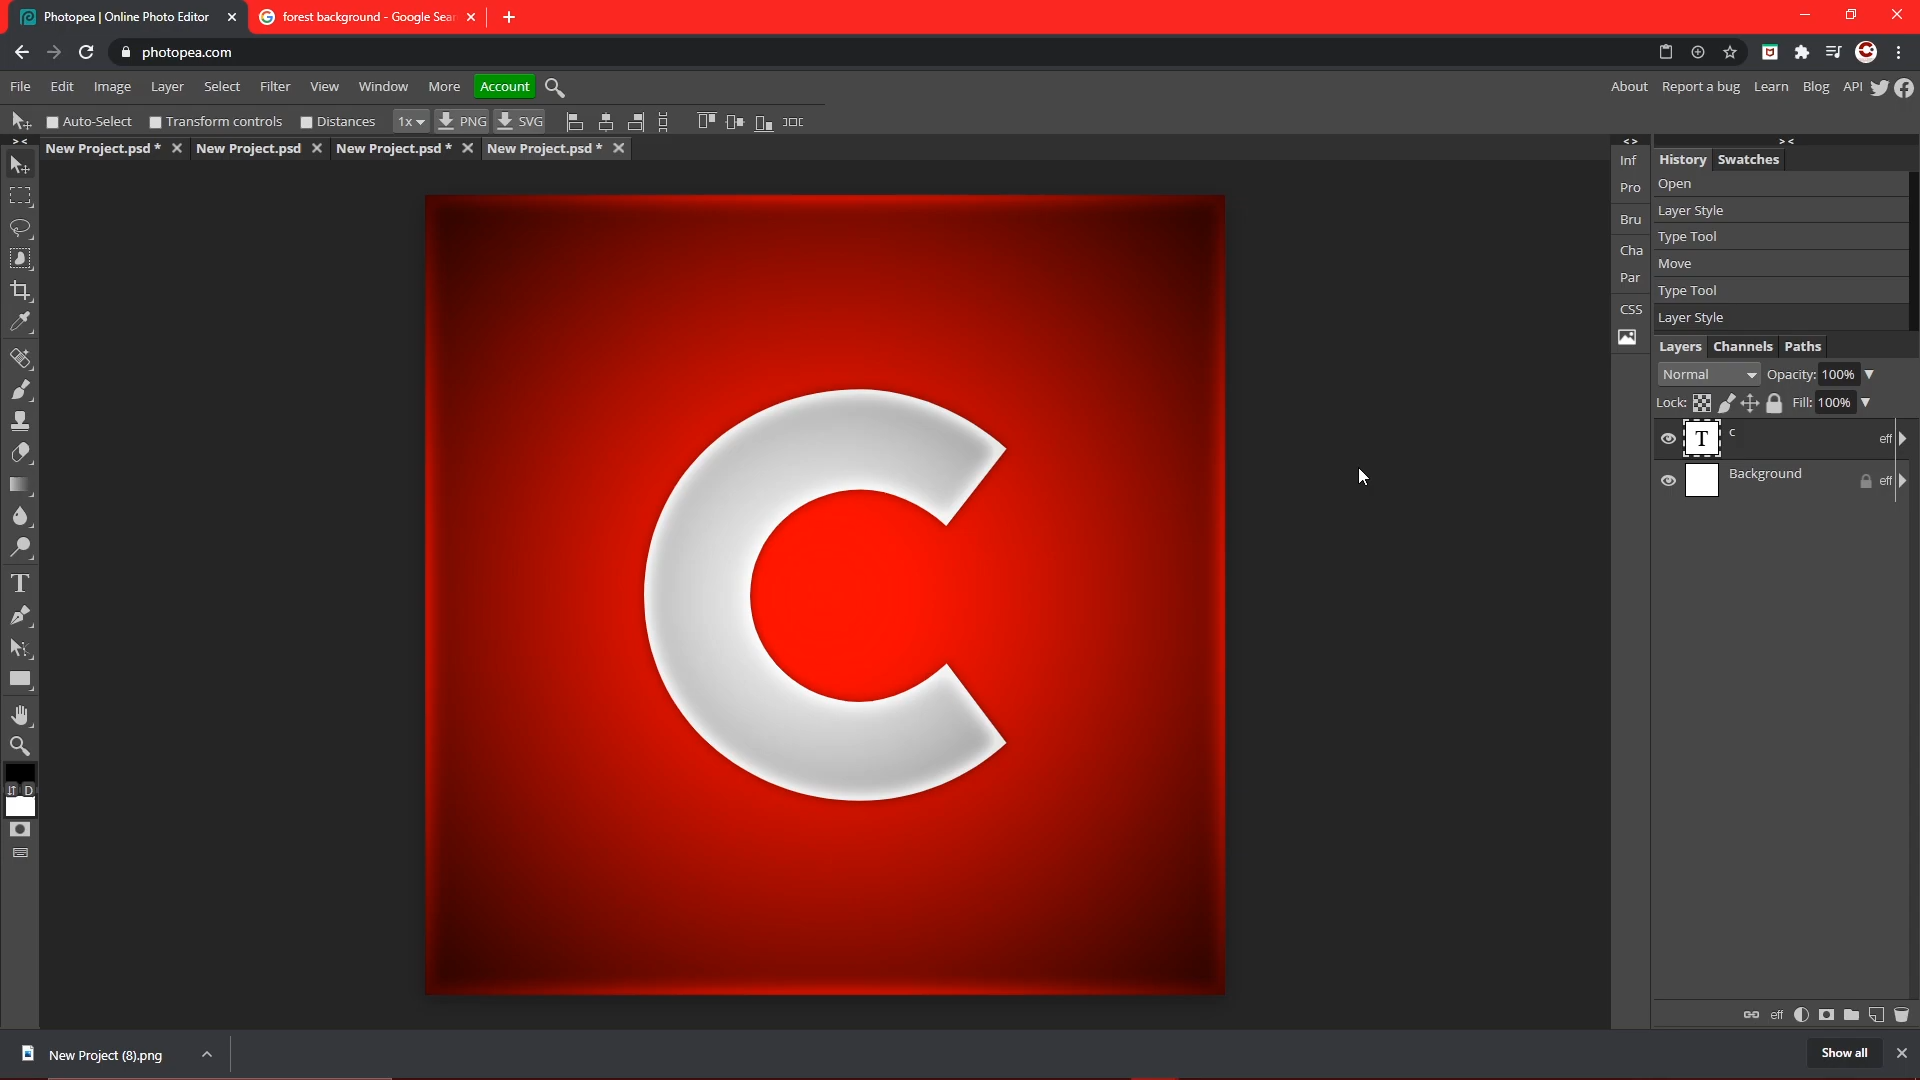 Photopea | Online Photo Editor
forest background - Google Sear
photopea.com
File Edit Image Layer Select Filter View Window More Account
About Report a bug Learn Blog API
Auto-Select Transform controls Distances 1x PNG SVG
New Project.psd * New Project.psd New Project.psd * New Project.psd *
Inf
Pro
Bru
Cha
Par
CSS
History Swatches
Open
Layer Style
Type Tool
Move
Type Tool
Layer Style
Layers Channels Paths
Normal Opacity: 100%
Lock: Fill: 100%
T C eff
Background eff
C
T
D
eff
New Project (8).png
Show all